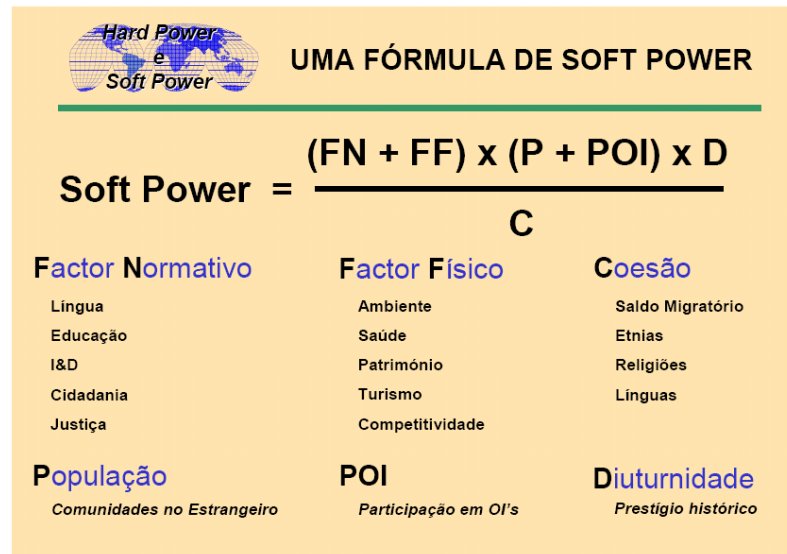 Hard Power
e
Soft Power
UMA FÓRMULA DE SOFT POWER
Soft Power =
(FN + FF) x (P + POI) x D
C
Factor Normativo
Língua
Educação
I&D
Cidadania
Justiça
Factor Físico
Ambiente
Saúde
Património
Turismo
Competitividade
Coesão
Saldo Migratório
Etnias
Religiões
Línguas
População
Comunidades no Estrangeiro
POI
Participação em OI's
Diuturnidade
Prestígio histórico